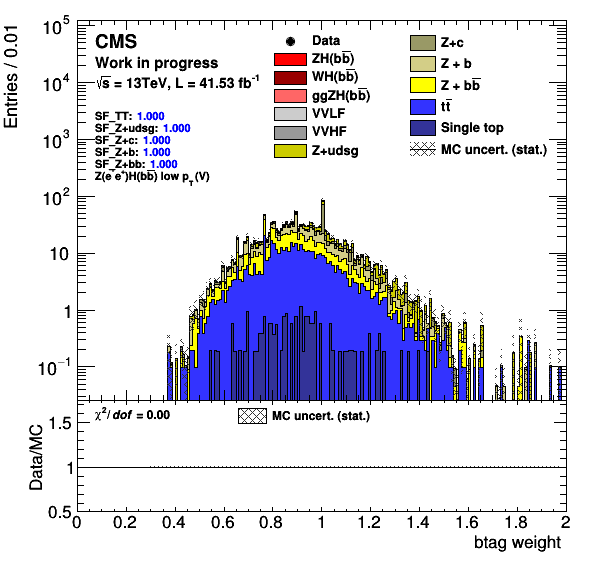 CMS
Work in progress
√s = 13TeV, L = 41.53 fb⁻¹
SF_TT: 1.000
SF_Z+udsg: 1.000
SF_Z+c: 1.000
SF_Z+b: 1.000
SF_Z+bb: 1.000
Z(e⁻e⁺)H(bb̅) low p_T(V)
Data
ZH(bb̅)
WH(bb̅)
ggZH(bb̅)
VVLF
VVHF
Z+udsg
Z+c
Z + b
Z + bb̅
tt̅
Single top
MC uncert. (stat.)
Entries / 0.01
10⁵
10⁴
10³
10²
10
1
10⁻¹
χ²/dof = 0.00
MC uncert. (stat.)
Data/MC
1.5
1
0.5
0 0.2 0.4 0.6 0.8 1 1.2 1.4 1.6 1.8 2
btag weight